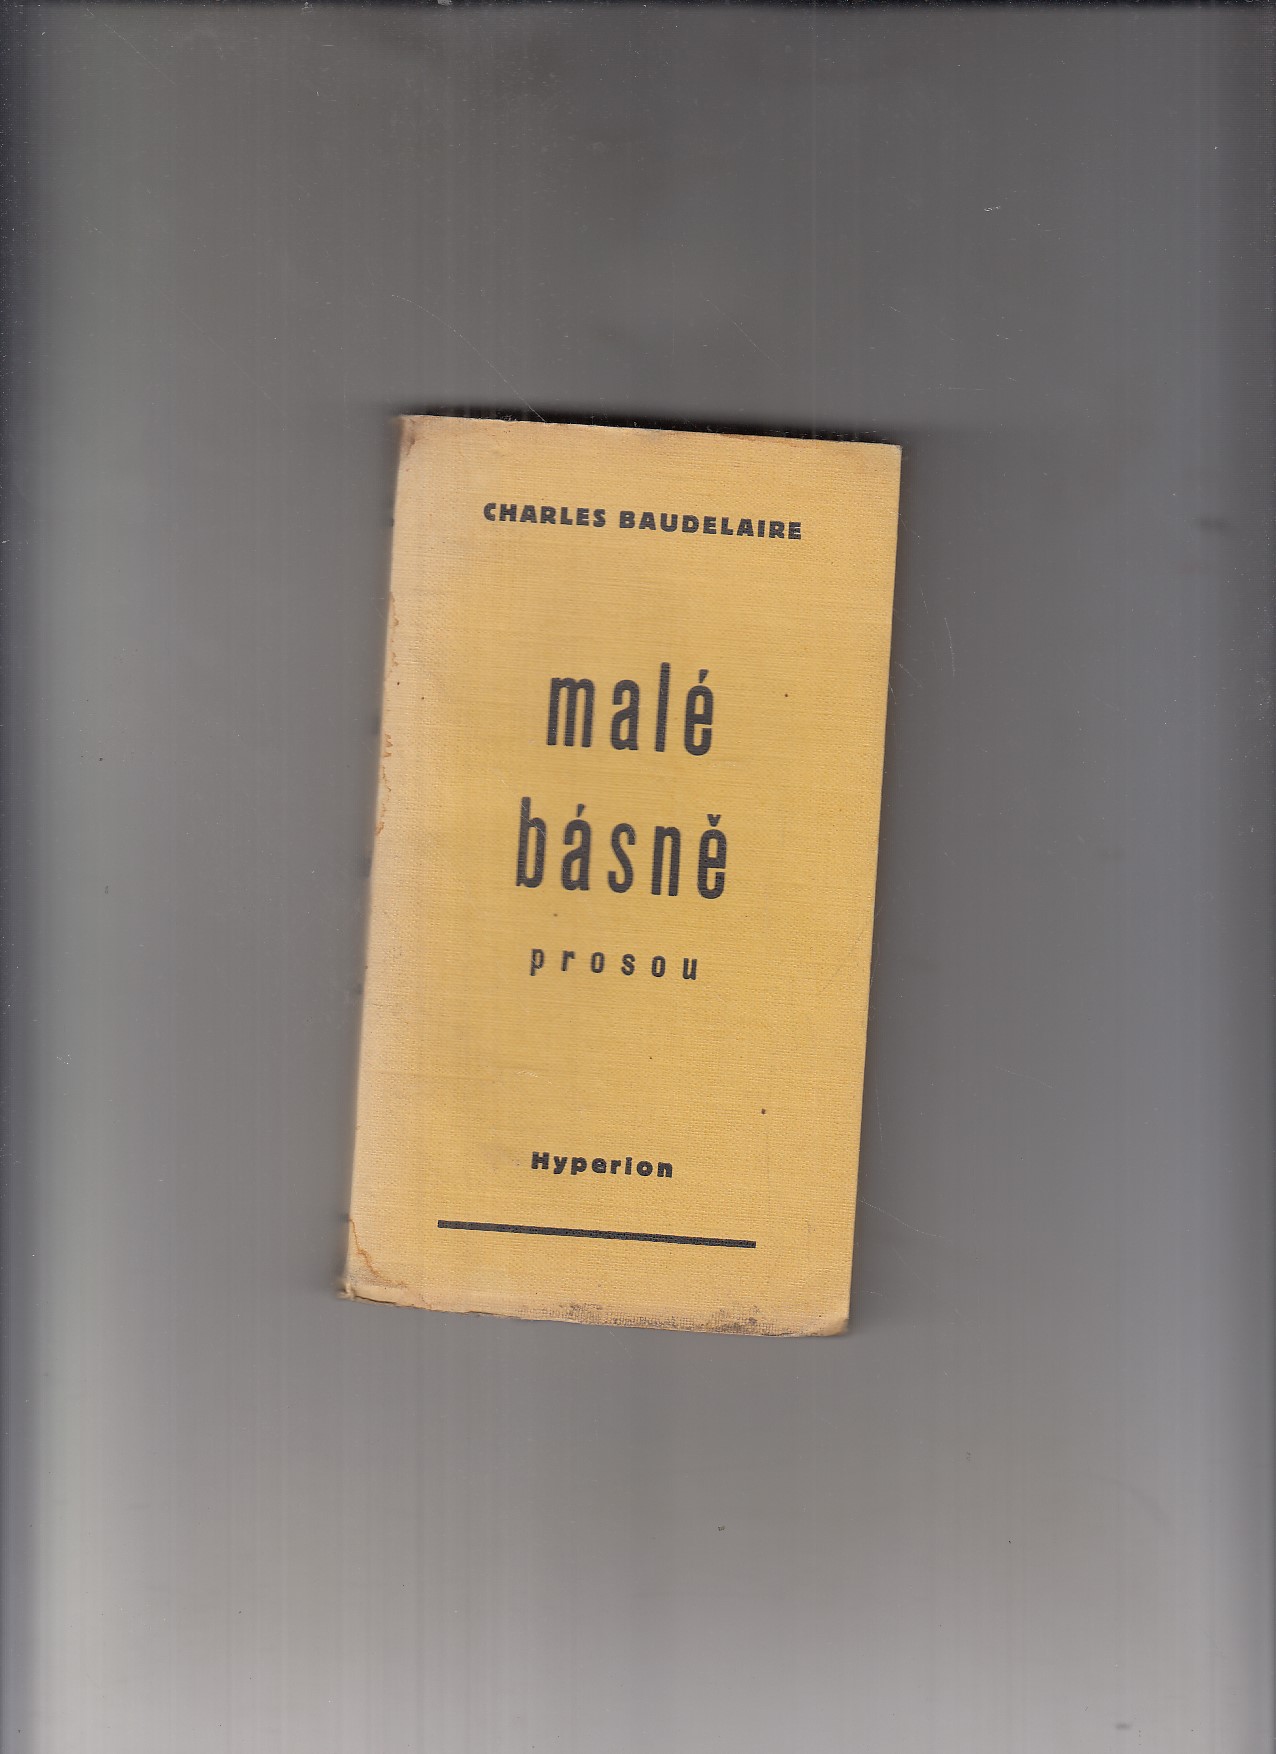 CHARLES BAUDELAIRE
malé
básně
prosou
Hyperion